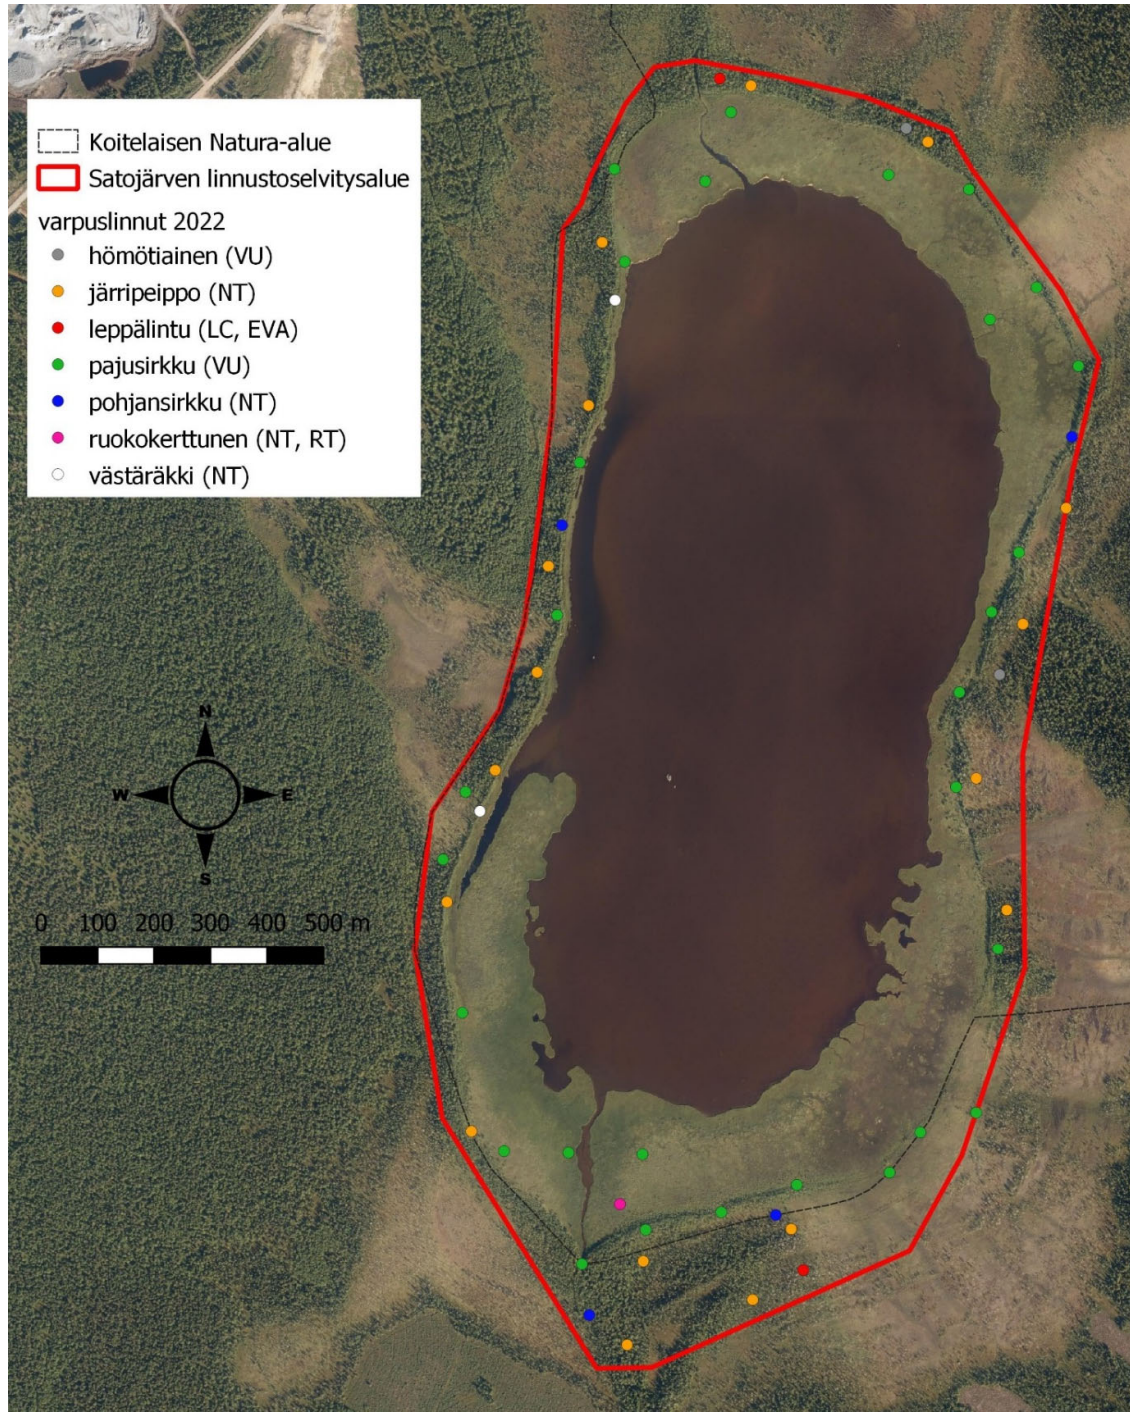 Koitelaisen Natura-alue
Satojärven linnustoselvitysalue
varpuslinnut 2022
hömötiainen (VU)
järripeippo (NT)
leppälintu (LC, EVA)
pajusirkku (VU)
pohjansirkku (NT)
ruokokerttunen (NT, RT)
västäräkki (NT)
N
W E
S
0 100 200 300 400 500 m